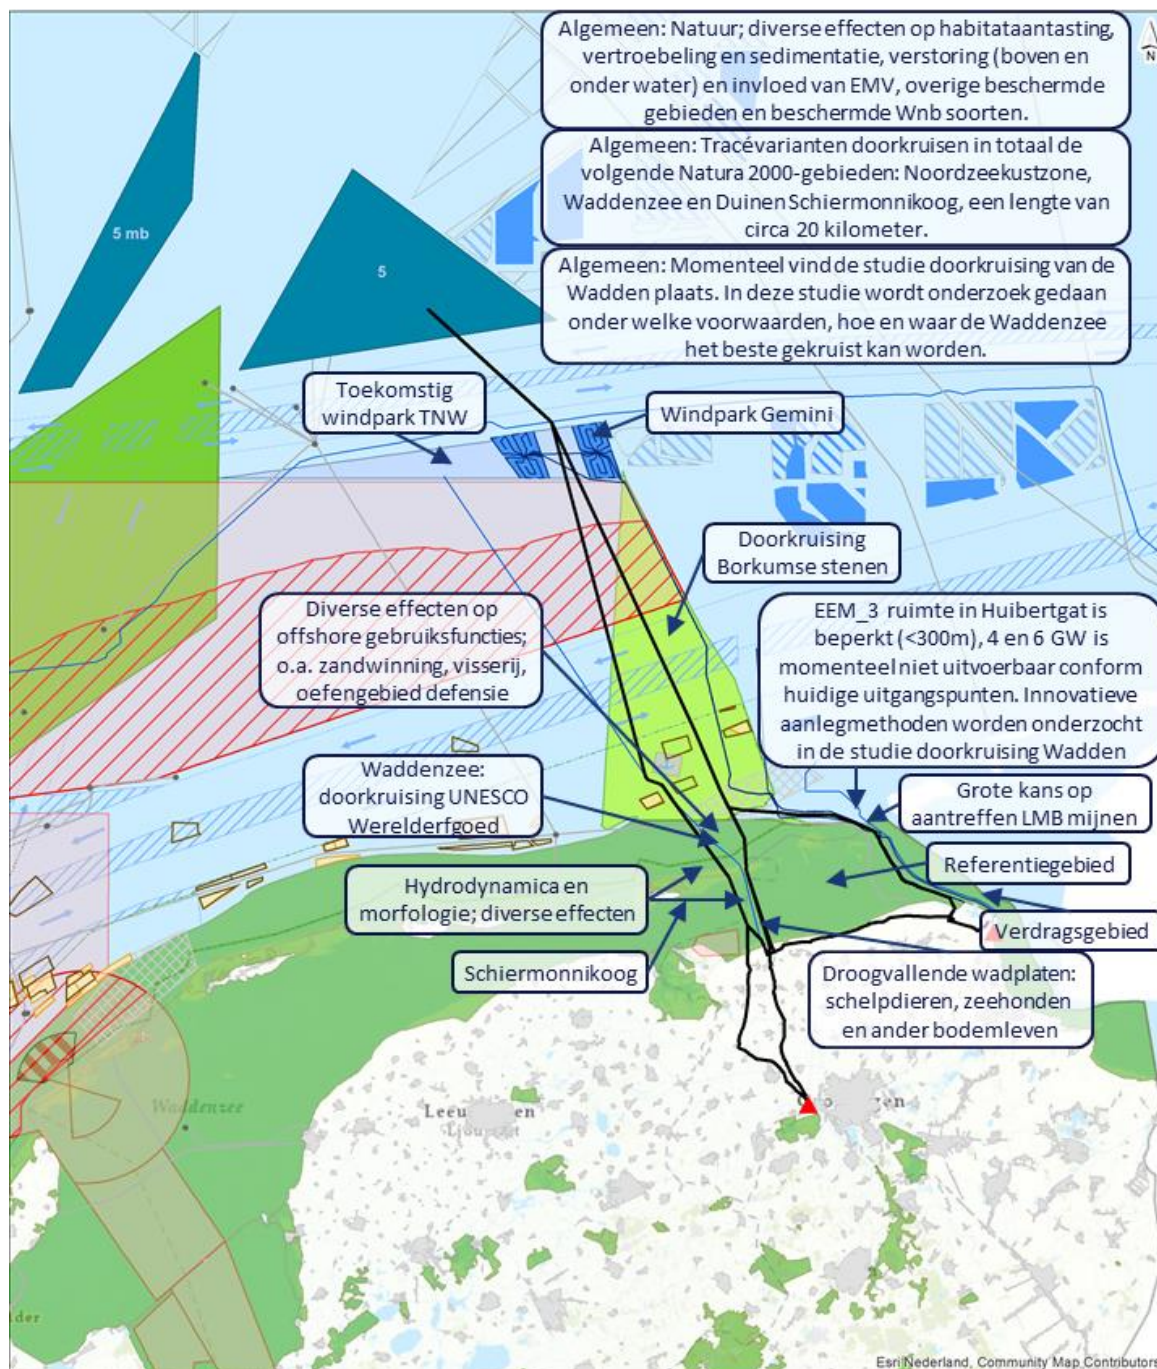 Algemeen: Natuur; diverse effecten op habitataantasting,
vertroebeling en sedimentatie, verstoring (boven en
onder water) en invloed van EMV, overige beschermde
gebieden en beschermde Wnb soorten.
N
Algemeen: Tracévarianten doorkruisen in totaal de
volgende Natura 2000-gebieden: Noordzeekustzone,
Waddenzee en Duinen Schiermonnikoog, een lengte van
circa 20 kilometer.
5 mb
5
Algemeen: Momenteel vind de studie doorkruising van de
Wadden plaats. In deze studie wordt onderzoek gedaan
onder welke voorwaarden, hoe en waar de Waddenzee
het beste gekruist kan worden.
Toekomstig
windpark TNW
Windpark Gemini
Doorkruising
Borkumse stenen
Diverse effecten op
offshore gebruiksfuncties;
o.a. zandwinning, visserij,
oefengebied defensie
EEM_3 ruimte in Huibertgat is
beperkt (<300m), 4 en 6 GW is
momenteel niet uitvoerbaar conform
huidige uitgangspunten. Innovatieve
aanlegmethoden worden onderzocht
in de studie doorkruising Wadden
Waddenzee:
doorkruising UNESCO
Werelderfgoed
Grote kans op
aantreffen LMB mijnen
Referentiegebied
Hydrodynamica en
morfologie; diverse effecten
Verdragsgebied
Schiermonnikoog
Droogvallende wadplaten:
schelpdieren, zeehonden
en ander bodemleven
Waddenzee
Esri Nederland, Community Map Contributors